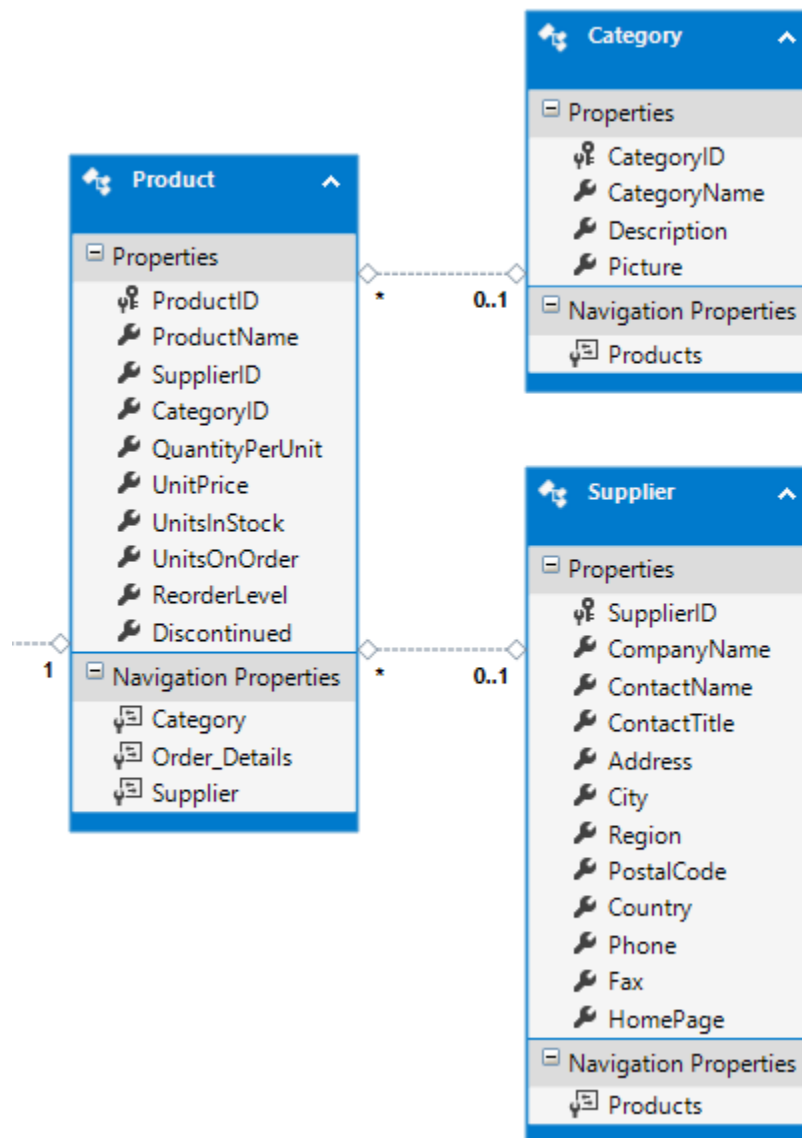 Product
Properties
ProductID
ProductName
SupplierID
CategoryID
QuantityPerUnit
UnitPrice
UnitsInStock
UnitsOnOrder
ReorderLevel
Discontinued
Navigation Properties
Category
Order_Details
Supplier
1
* 0..1
* 0..1
Category
Properties
CategoryID
CategoryName
Description
Picture
Navigation Properties
Products
Supplier
Properties
SupplierID
CompanyName
ContactName
ContactTitle
Address
City
Region
PostalCode
Country
Phone
Fax
HomePage
Navigation Properties
Products